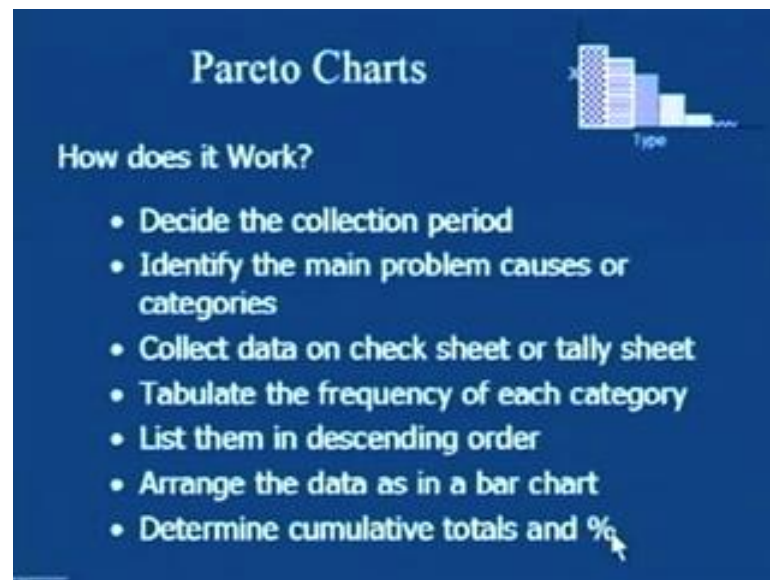 Pareto Charts
X
Type
How does it Work?
• Decide the collection period
• Identify the main problem causes or
categories
• Collect data on check sheet or tally sheet
• Tabulate the frequency of each category
• List them in descending order
• Arrange the data as in a bar chart
• Determine cumulative totals and %